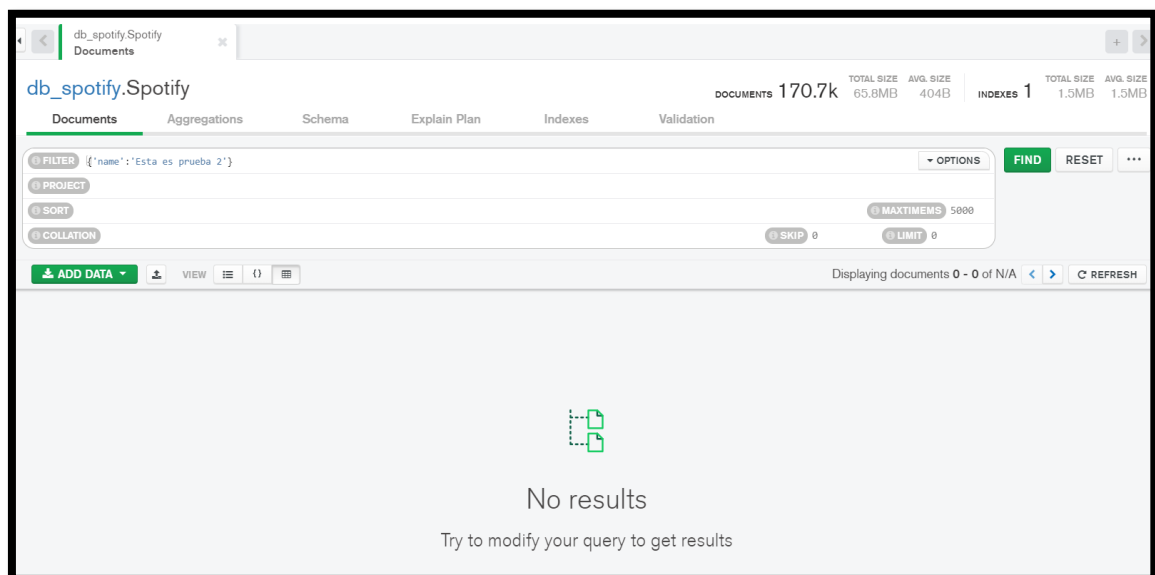 db_spotify.Spotify
Documents
db_spotify.Spotify
DOCUMENTS 170.7k TOTAL SIZE 65.8MB AVG. SIZE 404B INDEXES 1 TOTAL SIZE 1.5MB AVG. SIZE 1.5MB
Documents Aggregations Schema Explain Plan Indexes Validation
FILTER {'name':'Esta es prueba 2'} OPTIONS FIND RESET ...
PROJECT
SORT MAXTIMEMS 5000
COLLATION SKIP 0 LIMIT 0
ADD DATA VIEW {} Displaying documents 0 - 0 of N/A < > REFRESH
No results
Try to modify your query to get results